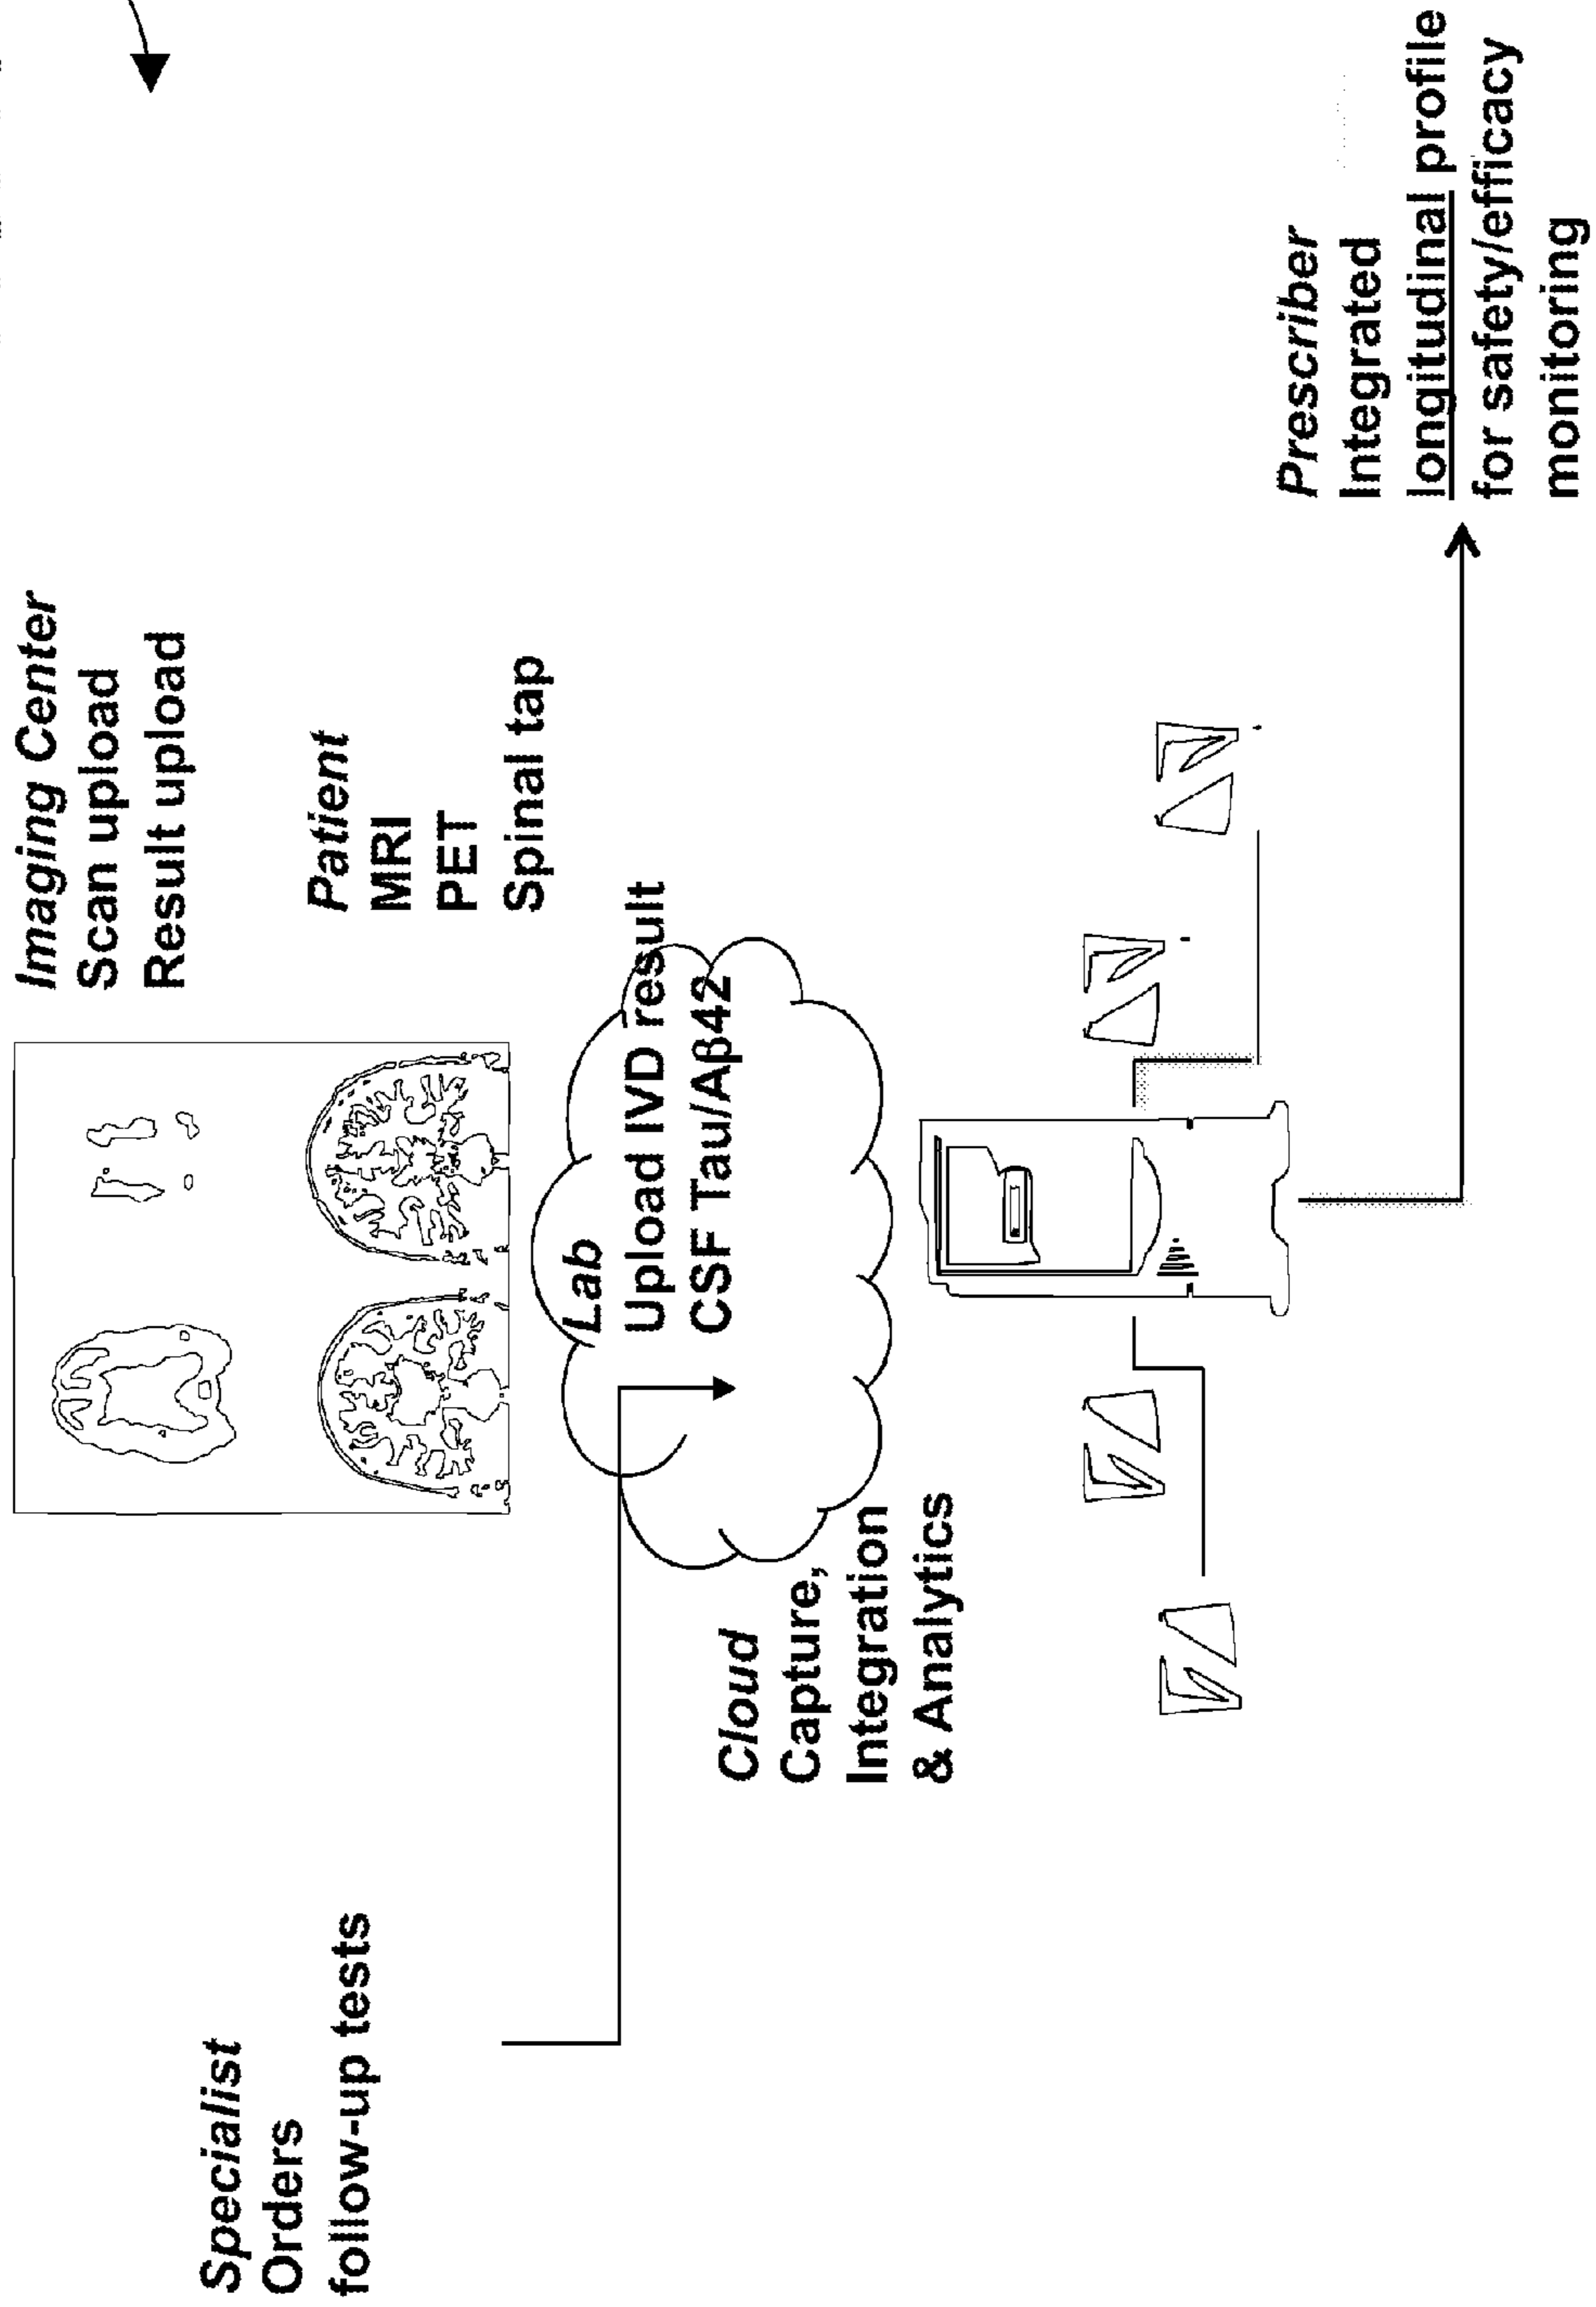 Imaging Center
Scan upload
Result upload
Specialist
Orders
follow-up tests
Patient
MRI
PET
Spinal tap
Lab
Upload IVD result
CSF Tau/Aβ42
Cloud
Capture,
Integration
& Analytics
Prescriber
Integrated
longitudinal profile
for safety/efficacy
monitoring